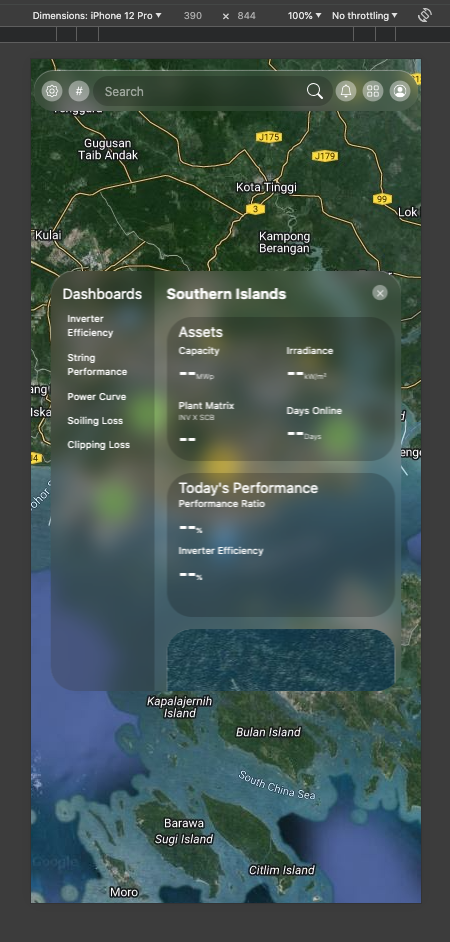 Dimensions: iPhone 12 Pro ▾ 390 × 844 100% ▾ No throttling ▾
# Search
Gugusan
Taib Andak
J175
J179
Kota Tinggi
3
99
Lok
Kulai
Kampong
Berangan
Dashboards
Inverter
Efficiency
String
Performance
Power Curve
Soiling Loss
Clipping Loss
Southern Islands
Assets
Capacity
--MWp
Irradiance
--kW/m²
Plant Matrix
INV X SCB
--
Days Online
--Days
Today's Performance
Performance Ratio
--%
Inverter Efficiency
--%
Kapalajernih
Island
Bulan Island
South China Sea
Barawa
Sugi Island
Citlim Island
Google
Moro